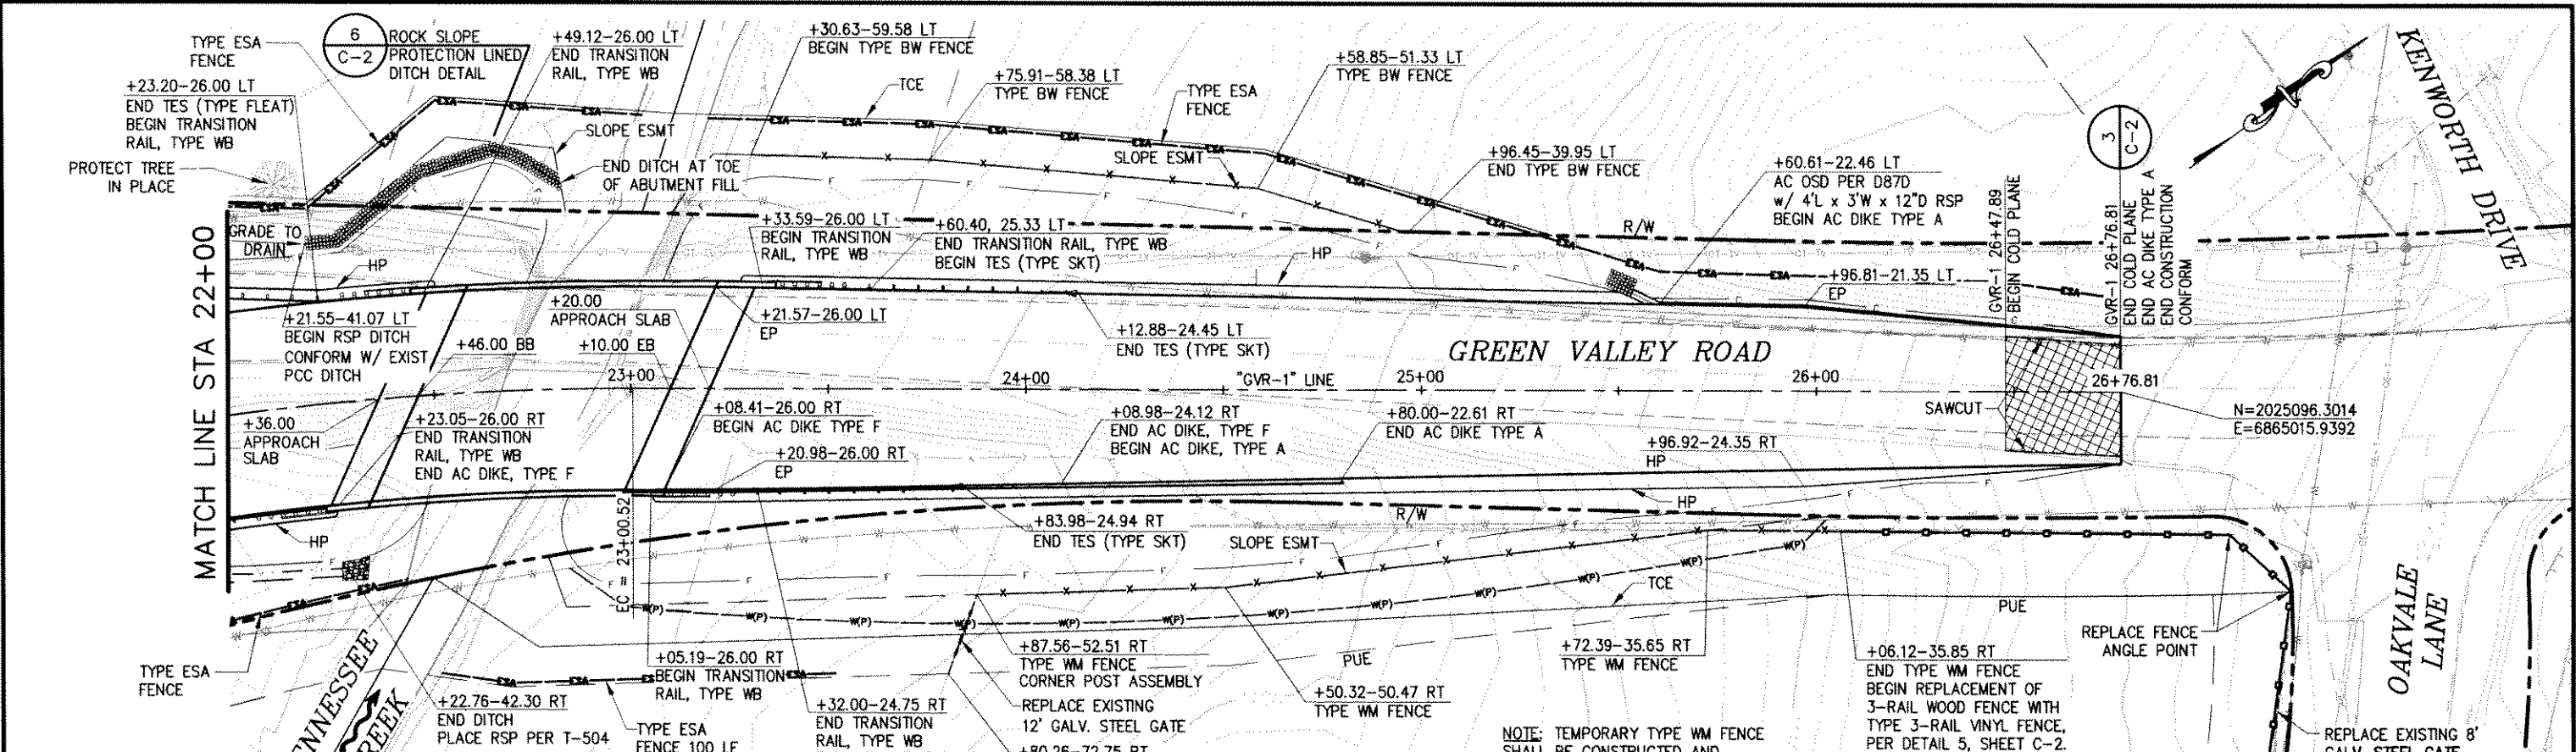 TYPE ESA
FENCE
6
C-2
ROCK SLOPE
PROTECTION LINED
DITCH DETAIL
+49.12-26.00 LT
END TRANSITION
RAIL, TYPE WB
+30.63-59.58 LT
BEGIN TYPE BW FENCE
+75.91-58.38 LT
TYPE BW FENCE
TCE
TYPE ESA
FENCE
+58.85-51.33 LT
TYPE BW FENCE
+23.20-26.00 LT
END TES (TYPE FLEAT)
BEGIN TRANSITION
RAIL, TYPE WB
PROTECT TREE
IN PLACE
SLOPE ESMT
END DITCH AT TOE
OF ABUTMENT FILL
SLOPE ESMT
+96.45-39.95 LT
END TYPE BW FENCE
+60.61-22.46 LT
AC OSD PER D87D
w/ 4'L x 3'W x 12"D RSP
BEGIN AC DIKE TYPE A
3
C-2
GVR-1 26+47.89
BEGIN COLD PLANE
GVR-1 26+76.81
END COLD PLANE
END AC DIKE TYPE A
END CONSTRUCTION
CONFORM
KENWORTH DRIVE
GRADE TO
DRAIN
HP
+33.59-26.00 LT
BEGIN TRANSITION
RAIL, TYPE WB
+60.40, 25.33 LT
END TRANSITION RAIL, TYPE WB
BEGIN TES (TYPE SKT)
HP
R/W
+96.81-21.35 LT
EP
MATCH LINE STA 22+00
+21.55-41.07 LT
BEGIN RSP DITCH
CONFORM W/ EXIST
PCC DITCH
+20.00
APPROACH SLAB
+46.00 BB
+10.00 EB
+21.57-26.00 LT
EP
+12.88-24.45 LT
END TES (TYPE SKT)
GREEN VALLEY ROAD
23+00
24+00
"GVR-1" LINE
25+00
26+00
26+76.81
N=2025096.3014
E=6865015.9392
SAWCUT
+36.00
APPROACH
SLAB
+23.05-26.00 RT
END TRANSITION
RAIL, TYPE WB
END AC DIKE, TYPE F
+08.41-26.00 RT
BEGIN AC DIKE TYPE F
+20.98-26.00 RT
EP
+08.98-24.12 RT
END AC DIKE, TYPE F
BEGIN AC DIKE, TYPE A
+80.00-22.61 RT
END AC DIKE TYPE A
+96.92-24.35 RT
HP
HP
HP
R/W
EC = 23+00.52
+83.98-24.94 RT
END TES (TYPE SKT)
SLOPE ESMT
TCE
PUE
PUE
TYPE ESA
FENCE
+22.76-42.30 RT
END DITCH
PLACE RSP PER T-504
TYPE ESA
FENCE 100 LF
+05.19-26.00 RT
BEGIN TRANSITION
RAIL, TYPE WB
+32.00-24.75 RT
END TRANSITION
RAIL, TYPE WB
+87.56-52.51 RT
TYPE WM FENCE
CORNER POST ASSEMBLY
REPLACE EXISTING
12' GALV. STEEL GATE
+80.26-72.75 RT
+50.32-50.47 RT
TYPE WM FENCE
+72.39-35.65 RT
TYPE WM FENCE
NOTE: TEMPORARY TYPE WM FENCE
SHALL BE CONSTRUCTED AND
+06.12-35.85 RT
END TYPE WM FENCE
BEGIN REPLACEMENT OF
3-RAIL WOOD FENCE WITH
TYPE 3-RAIL VINYL FENCE,
PER DETAIL 5, SHEET C-2.
REPLACE FENCE
ANGLE POINT
OAKVALE
LANE
REPLACE EXISTING 8'
GALV. STEEL GATE